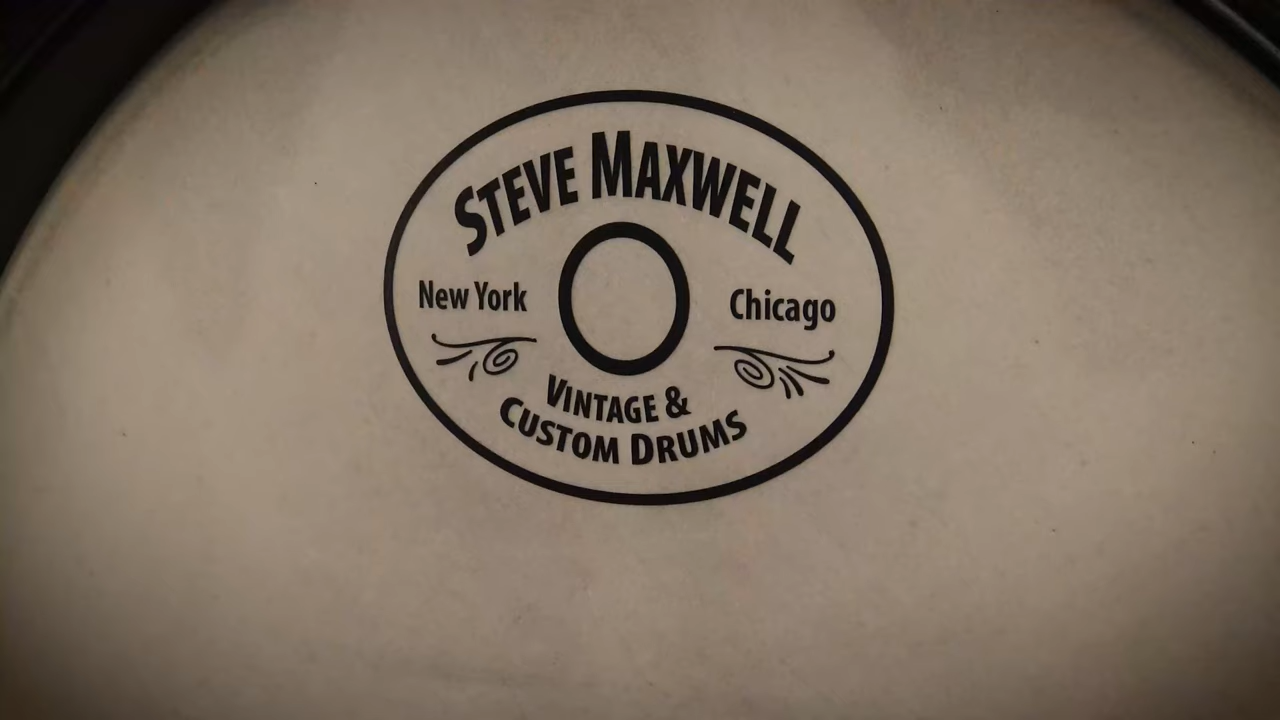 STEVE MAXWELL
New York
Chicago
VINTAGE &
CUSTOM DRUMS